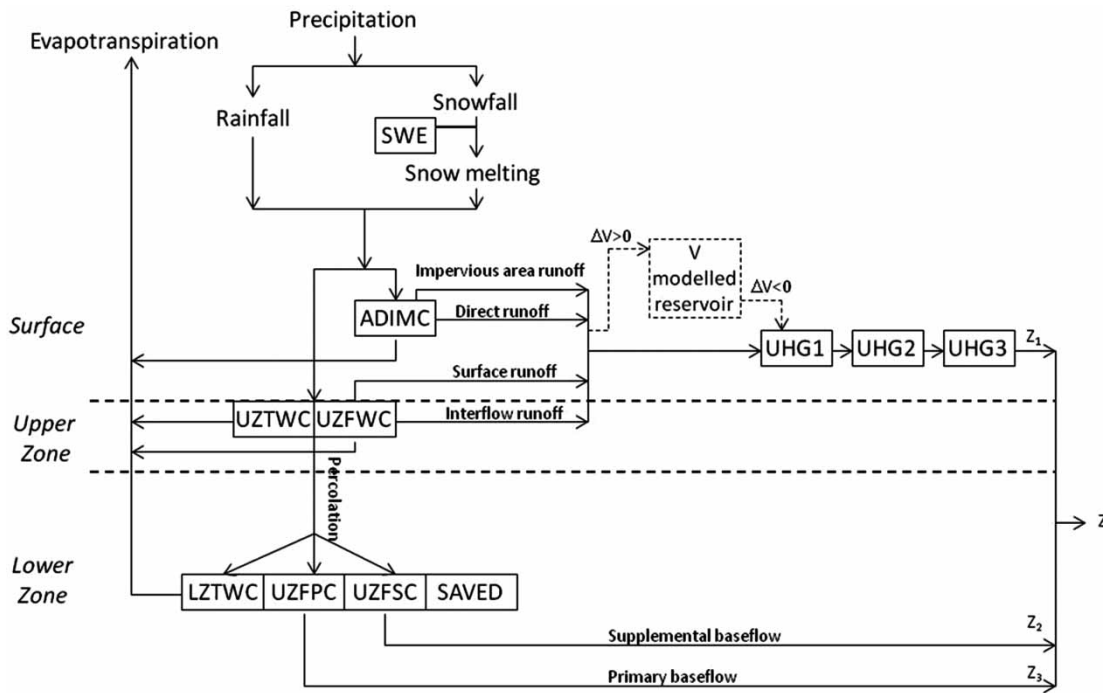 Precipitation
Evapotranspiration
Rainfall
Snowfall
SWE
Snow melting
ΔV>0
V
modelled
reservoir
ΔV<0
Impervious area runoff
ADIMC
Direct runoff
Surface
UHG1
UHG2
UHG3
Z1
Surface runoff
UZTWC
UZFWC
Interflow runoff
Upper
Zone
Percolation
Z
Lower
Zone
LZTWC
UZFPC
UZFSC
SAVED
Supplemental baseflow
Z2
Primary baseflow
Z3